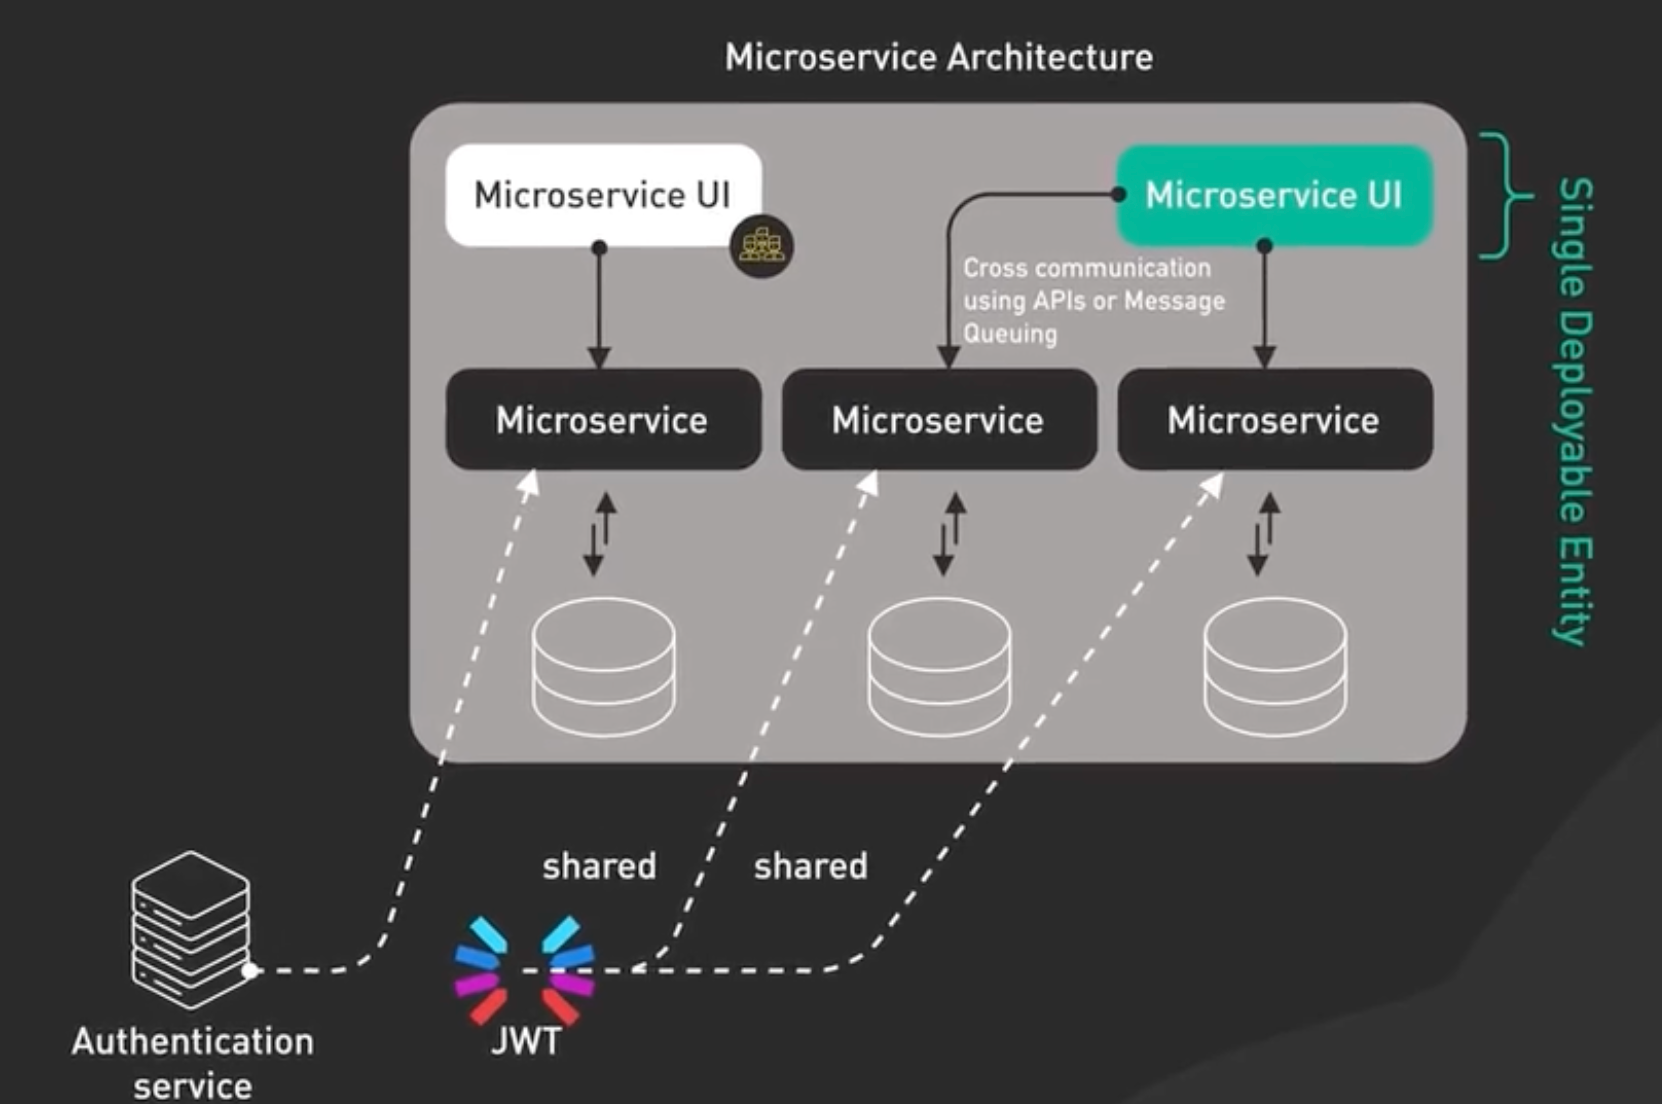 Microservice Architecture
Microservice UI
Microservice UI
Cross communication
using APIs or Message
Queuing
Microservice
Microservice
Microservice
Single Deployable Entity
shared
shared
Authentication
service
JWT